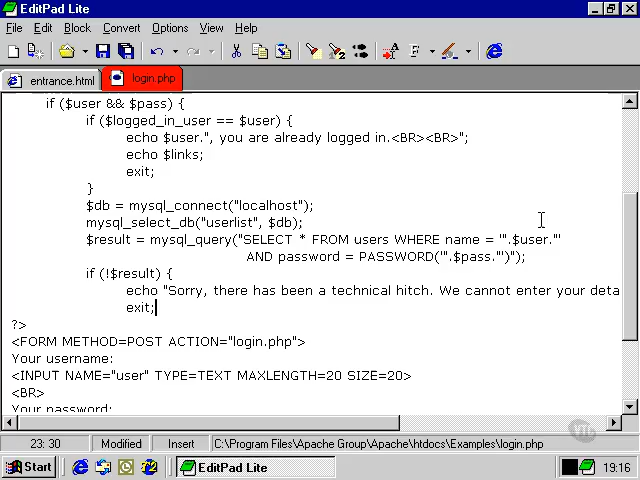 EditPad Lite
File Edit Block Convert Options View Help
entrance.html login.php
if ($user && $pass) {
if ($logged_in_user == $user) {
echo $user.", you are already logged in.<BR><BR>";
echo $links;
exit;
}
$db = mysql_connect("localhost");
mysql_select_db("userlist", $db);
$result = mysql_query("SELECT * FROM users WHERE name = '".$user."'
AND password = PASSWORD('".$pass."')");
if (!$result) {
echo "Sorry, there has been a technical hitch. We cannot enter your deta
exit;
?>
<FORM METHOD=POST ACTION="login.php">
Your username:
<INPUT NAME="user" TYPE=TEXT MAXLENGTH=20 SIZE=20>
<BR>
Your password:
23: 30 Modified Insert C:\Program Files\Apache Group\Apache\htdocs\Examples\login.php
Start EditPad Lite 19:16